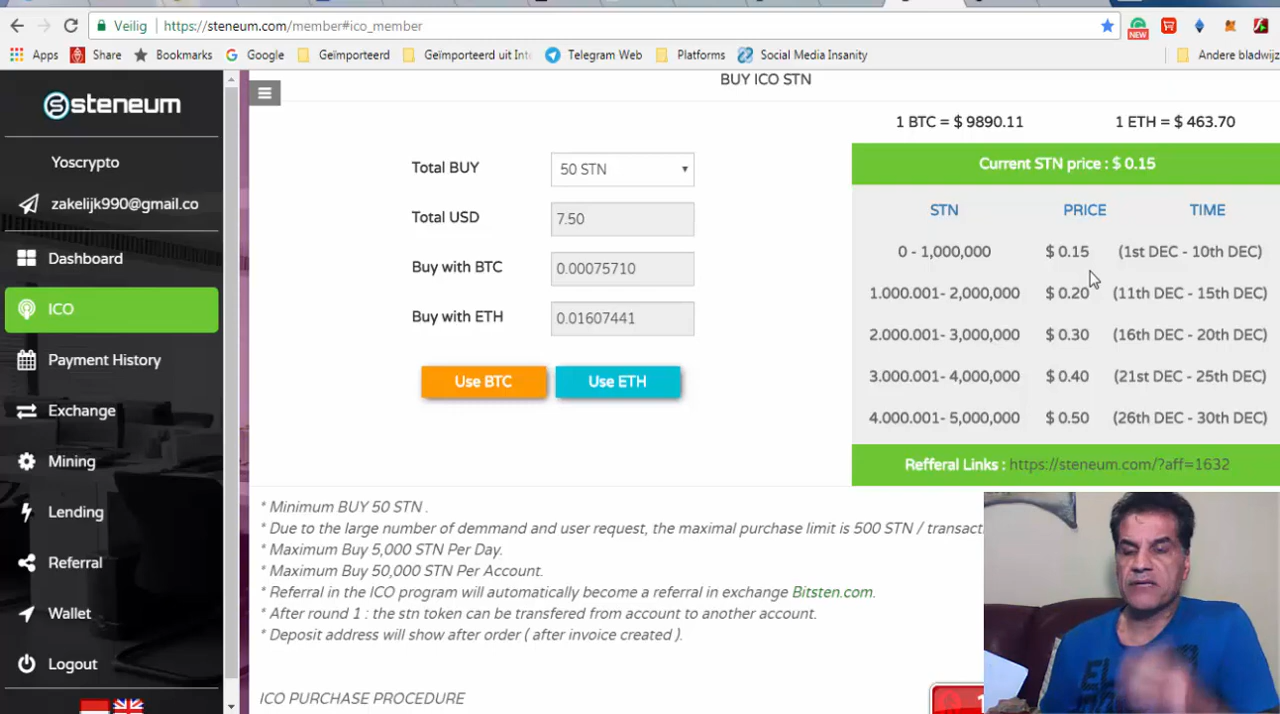 Veilig https://steneum.com/member#ico_member
NEW
Apps Share Bookmarks Google Geïmporteerd Geïmporteerd uit Telegram Web Platforms Social Media Insanity Andere bladwijz
steneum
Yoscrypto
zakelijk990@gmail.co
Dashboard
ICO
Payment History
Exchange
Mining
Lending
Referral
Wallet
Logout
BUY ICO STN
Total BUY 50 STN
Total USD 7.50
Buy with BTC 0.00075710
Buy with ETH 0.01607441
Use BTC Use ETH
1 BTC = $ 9890.11 1 ETH = $ 463.70
Current STN price : $ 0.15
STN PRICE TIME
0 - 1,000,000 $ 0.15 (1st DEC - 10th DEC)
1.000.001- 2,000,000 $ 0.20 (11th DEC - 15th DEC)
2.000.001- 3,000,000 $ 0.30 (16th DEC - 20th DEC)
3.000.001- 4,000,000 $ 0.40 (21st DEC - 25th DEC)
4.000.001- 5,000,000 $ 0.50 (26th DEC - 30th DEC)
Refferal Links : https://steneum.com/?aff=1632
* Minimum BUY 50 STN .
* Due to the large number of demmand and user request, the maximal purchase limit is 500 STN / transacti
* Maximum Buy 5,000 STN Per Day.
* Maximum Buy 50,000 STN Per Account.
* Referral in the ICO program will automatically become a referral in exchange Bitsten.com.
* After round 1 : the stn token can be transfered from account to another account.
* Deposit address will show after order ( after invoice created ).
ICO PURCHASE PROCEDURE